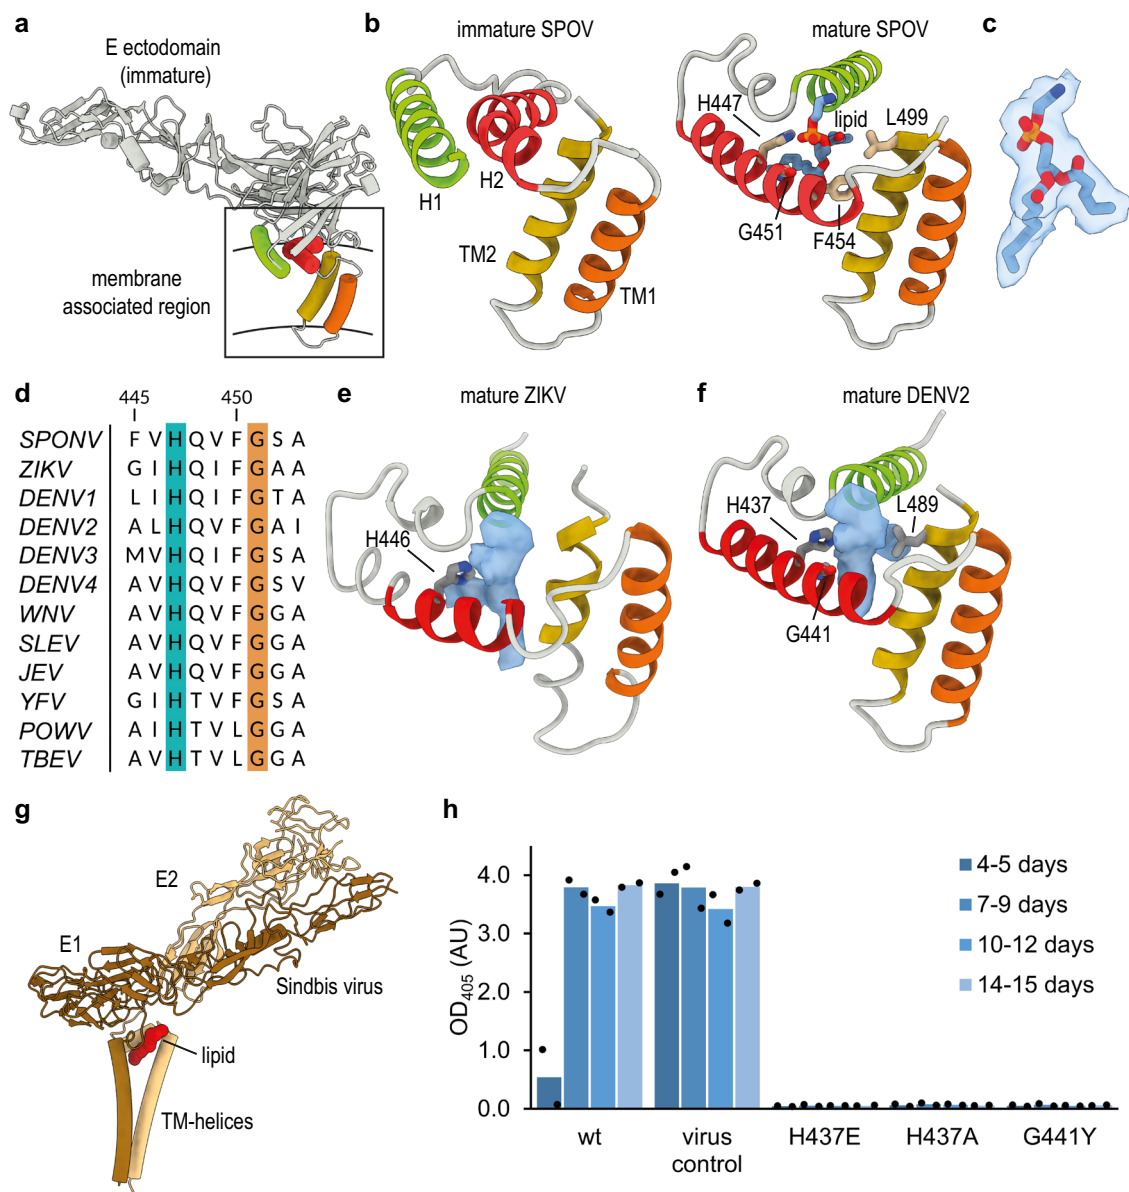 a
E ectodomain
(immature)
membrane
associated region
b
immature SPOV
H1
H2
TM2
TM1
mature SPOV
H447
lipid
L499
G451
F454
c
d
445 450
SPONV F V H Q V F G S A
ZIKV G I H Q I F G A A
DENV1 L I H Q I F G T A
DENV2 A L H Q V F G A I
DENV3 M V H Q I F G S A
DENV4 A V H Q V F G S V
WNV A V H Q V F G G A
SLEV A V H Q V F G G A
JEV A V H Q V F G G A
YFV G I H T V F G S A
POWV A I H T V L G G A
TBEV A V H T V L G G A
e
mature ZIKV
H446
f
mature DENV2
H437
L489
G441
g
E2
E1
Sindbis virus
lipid
TM-helices
h
OD405 (AU)
4.0
3.0
2.0
1.0
0.0
wt
virus
control
H437E
H437A
G441Y
4-5 days
7-9 days
10-12 days
14-15 days